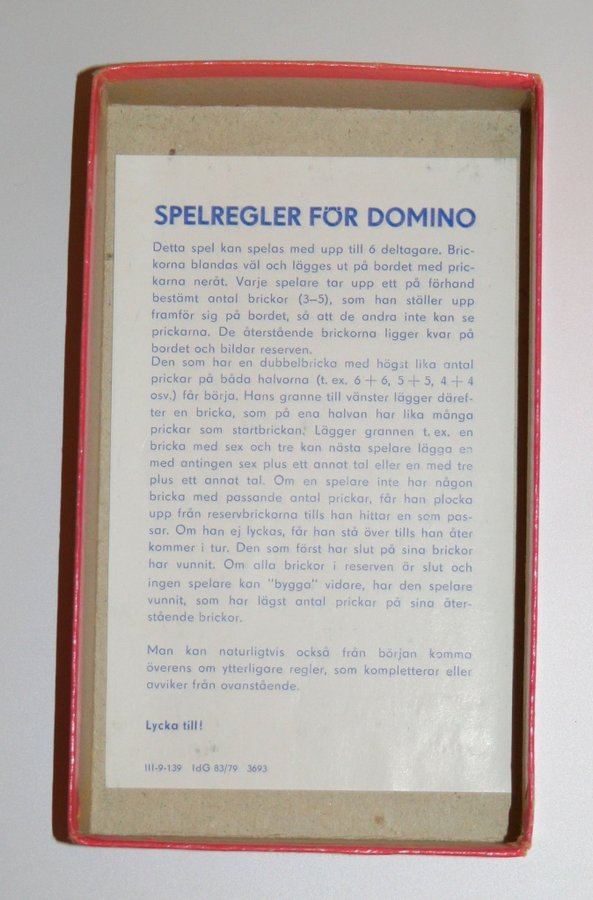 SPELREGLER FÖR DOMINO
Detta spel kan spelas med upp till 6 deltagare. Bric-
korna blandas väl och lägges ut på bordet med pric-
karna neråt. Varje spelare tar upp ett på förhand
bestämt antal brickor (3–5), som han ställer upp
framför sig på bordet, så att de andra inte kan se
prickarna. De återstående brickorna ligger kvar på
bordet och bildar reserven.
Den som har en dubbelbricka med högst lika antal
prickar på båda halvorna (t. ex. 6 + 6, 5 + 5, 4 + 4
osv.) får börja. Hans granne till vänster lägger däref-
ter en bricka, som på ena halvan har lika många
prickar som startbrickan. Lägger grannen t. ex. en
bricka med sex och tre kan nästa spelare lägga en
med antingen sex plus ett annat tal eller en med tre
plus ett annat tal. Om en spelare inte har någon
bricka med passande antal prickar, får han plocka
upp från reservbrickorna tills han hittar en som pas-
sar. Om han ej lyckas, får han stå över tills han åter
kommer i tur. Den som först har slut på sina brickor
har vunnit. Om alla brickor i reserven är slut och
ingen spelare kan "bygga" vidare, har den spelare
vunnit, som har lägst antal prickar på sina åter-
stående brickor.
Man kan naturligtvis också från början komma
överens om ytterligare regler, som kompletterar eller
avviker från ovanstående.
Lycka till!
III-9-139 IdG 83/79 3693